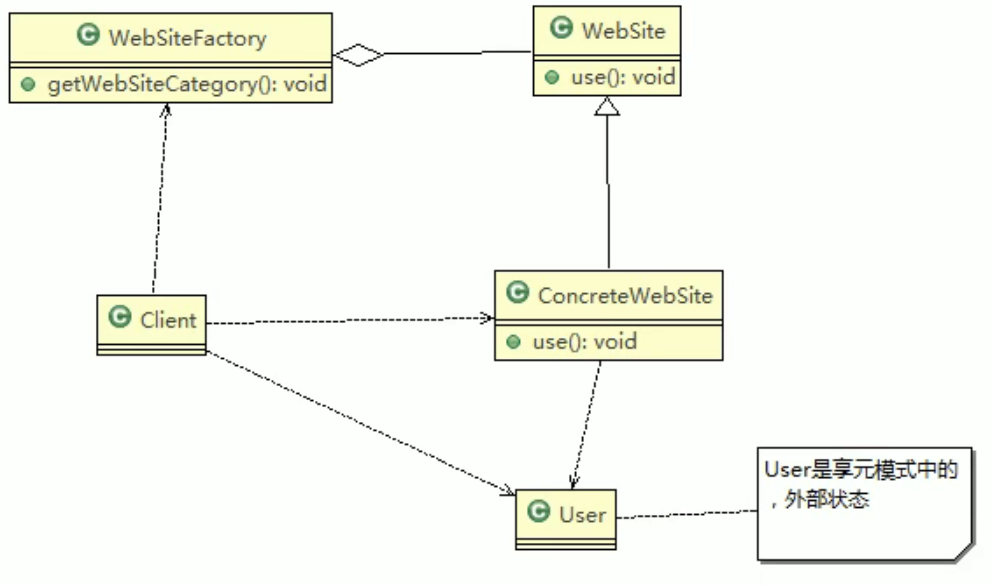 WebSiteFactory
getWebSiteCategory(): void
WebSite
use(): void
Client
ConcreteWebSite
use(): void
User
User是享元模式中的
，外部状态